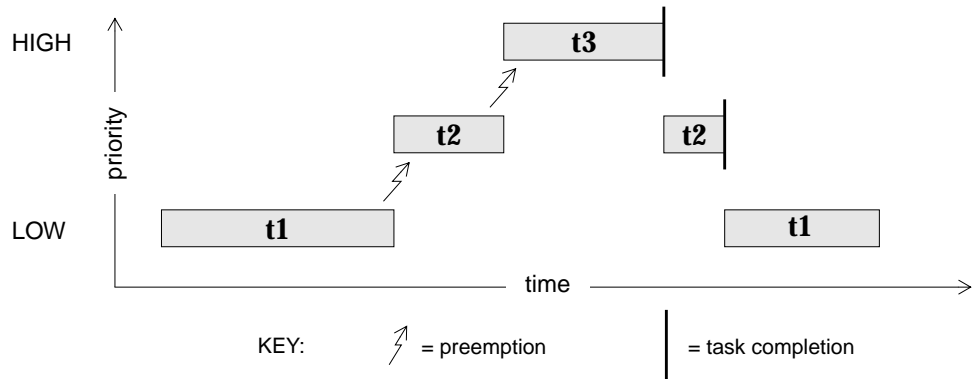 HIGH
t3
priority
t2
t2
LOW
t1
t1
time
KEY:
= preemption
= task completion